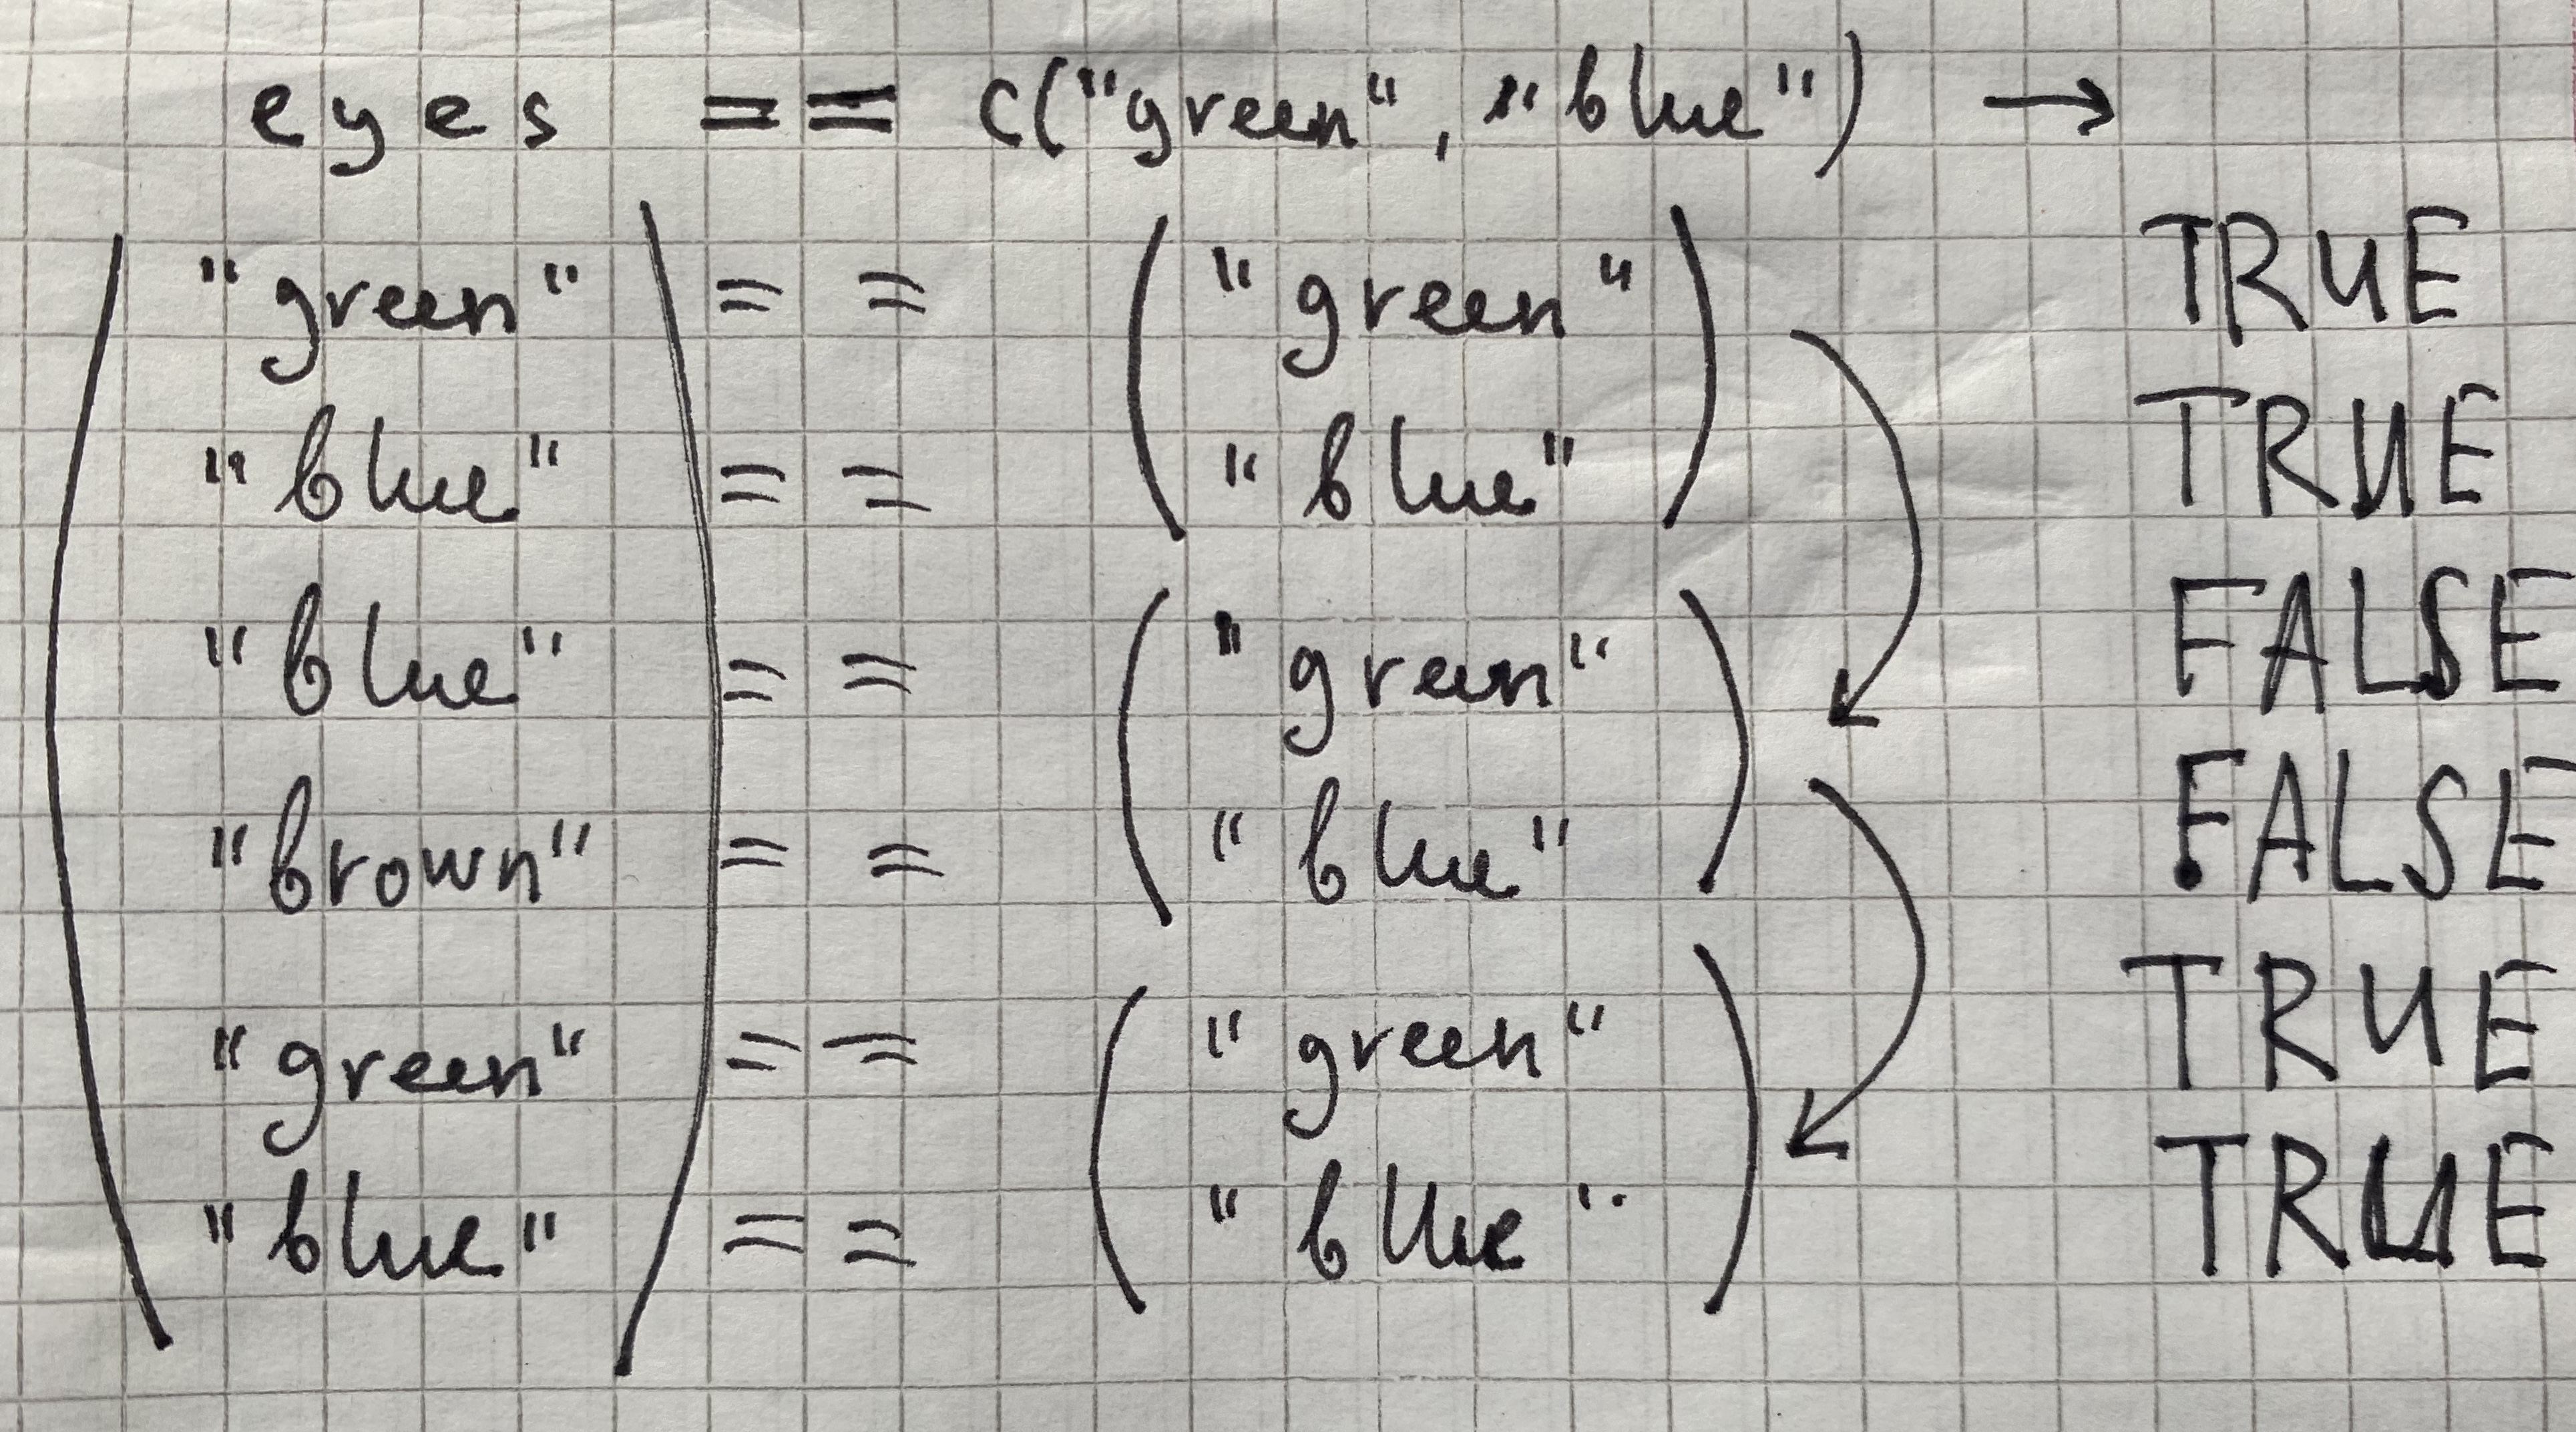 eyes == c("green", "blue") →
"green" == "green" TRUE
"blue" == "blue" TRUE
"blue" == "green" FALSE
"brown" == "blue" FALSE
"green" == "green" TRUE
"blue" == "blue" TRUE